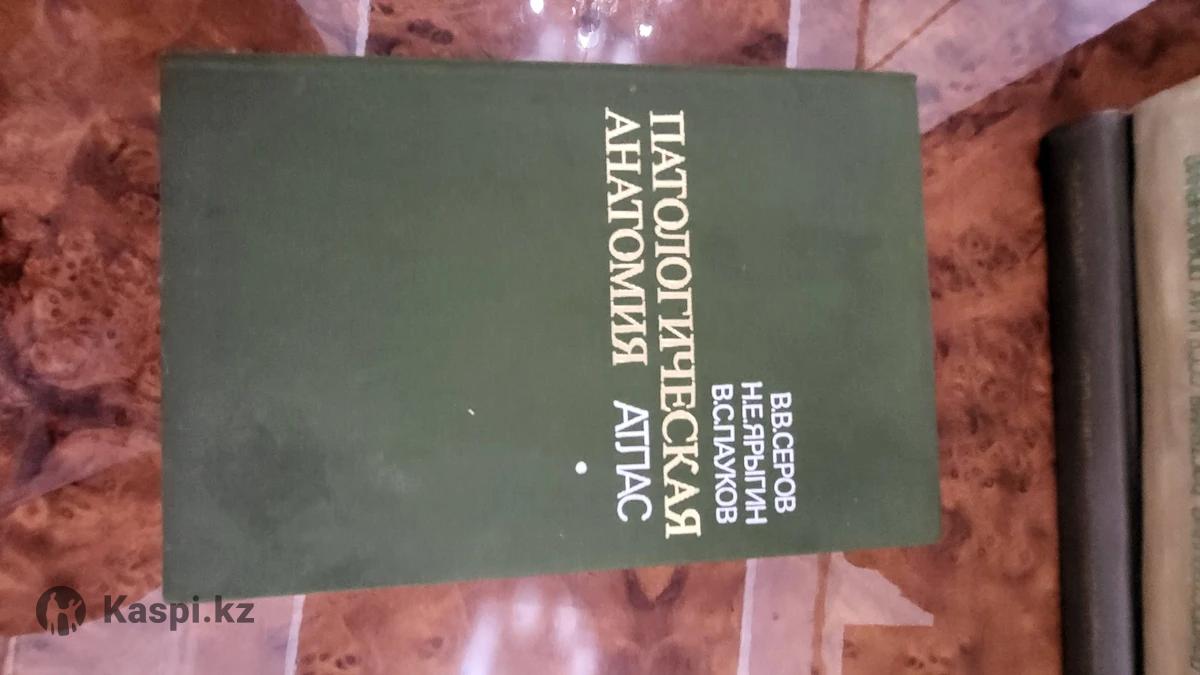 В.В.СЕРОВ
Н.Е.ЯРЫГИН
В.С.ПАУКОВ
ПАТОЛОГИЧЕСКАЯ
АНАТОМИЯ АТЛАС
Kaspi.kz